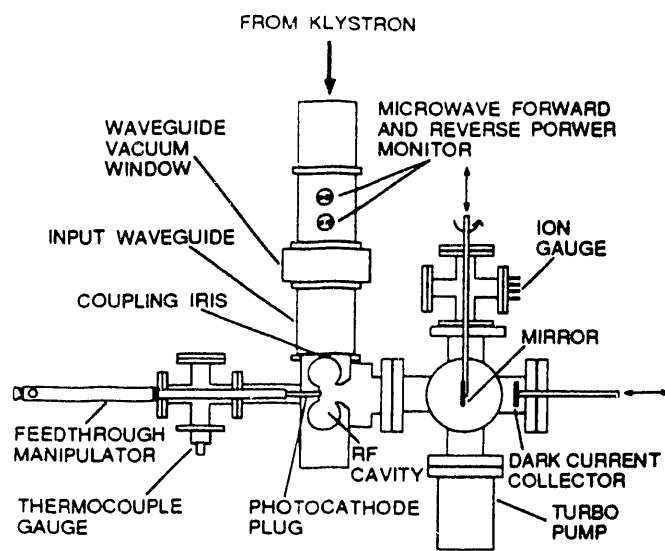 FROM KLYSTRON
MICROWAVE FORWARD
AND REVERSE PORWER
MONITOR
WAVEGUIDE
VACUUM
WINDOW
INPUT WAVEGUIDE
COUPLING IRIS
ION
GAUGE
MIRROR
FEEDTHROUGH
MANIPULATOR
THERMOCOUPLE
GAUGE
PHOTOCATHODE
PLUG
RF
CAVITY
DARK CURRENT
COLLECTOR
TURBO
PUMP